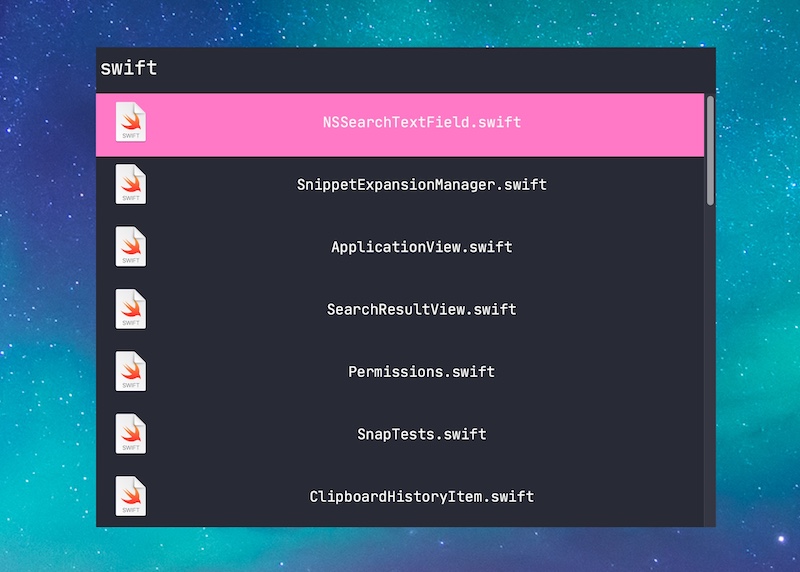 swift
SWIFT
NSSearchTextField.swift
SWIFT
SnippetExpansionManager.swift
SWIFT
ApplicationView.swift
SWIFT
SearchResultView.swift
SWIFT
Permissions.swift
SWIFT
SnapTests.swift
SWIFT
ClipboardHistoryItem.swift